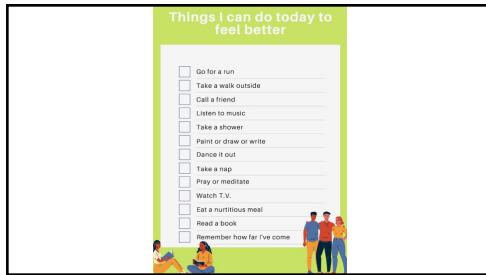 Things I can do today to
feel better
Go for a run
Take a walk outside
Call a friend
Listen to music
Take a shower
Paint or draw or write
Dance it out
Take a nap
Pray or meditate
Watch T.V.
Eat a nurtitious meal
Read a book
Remember how far I've come